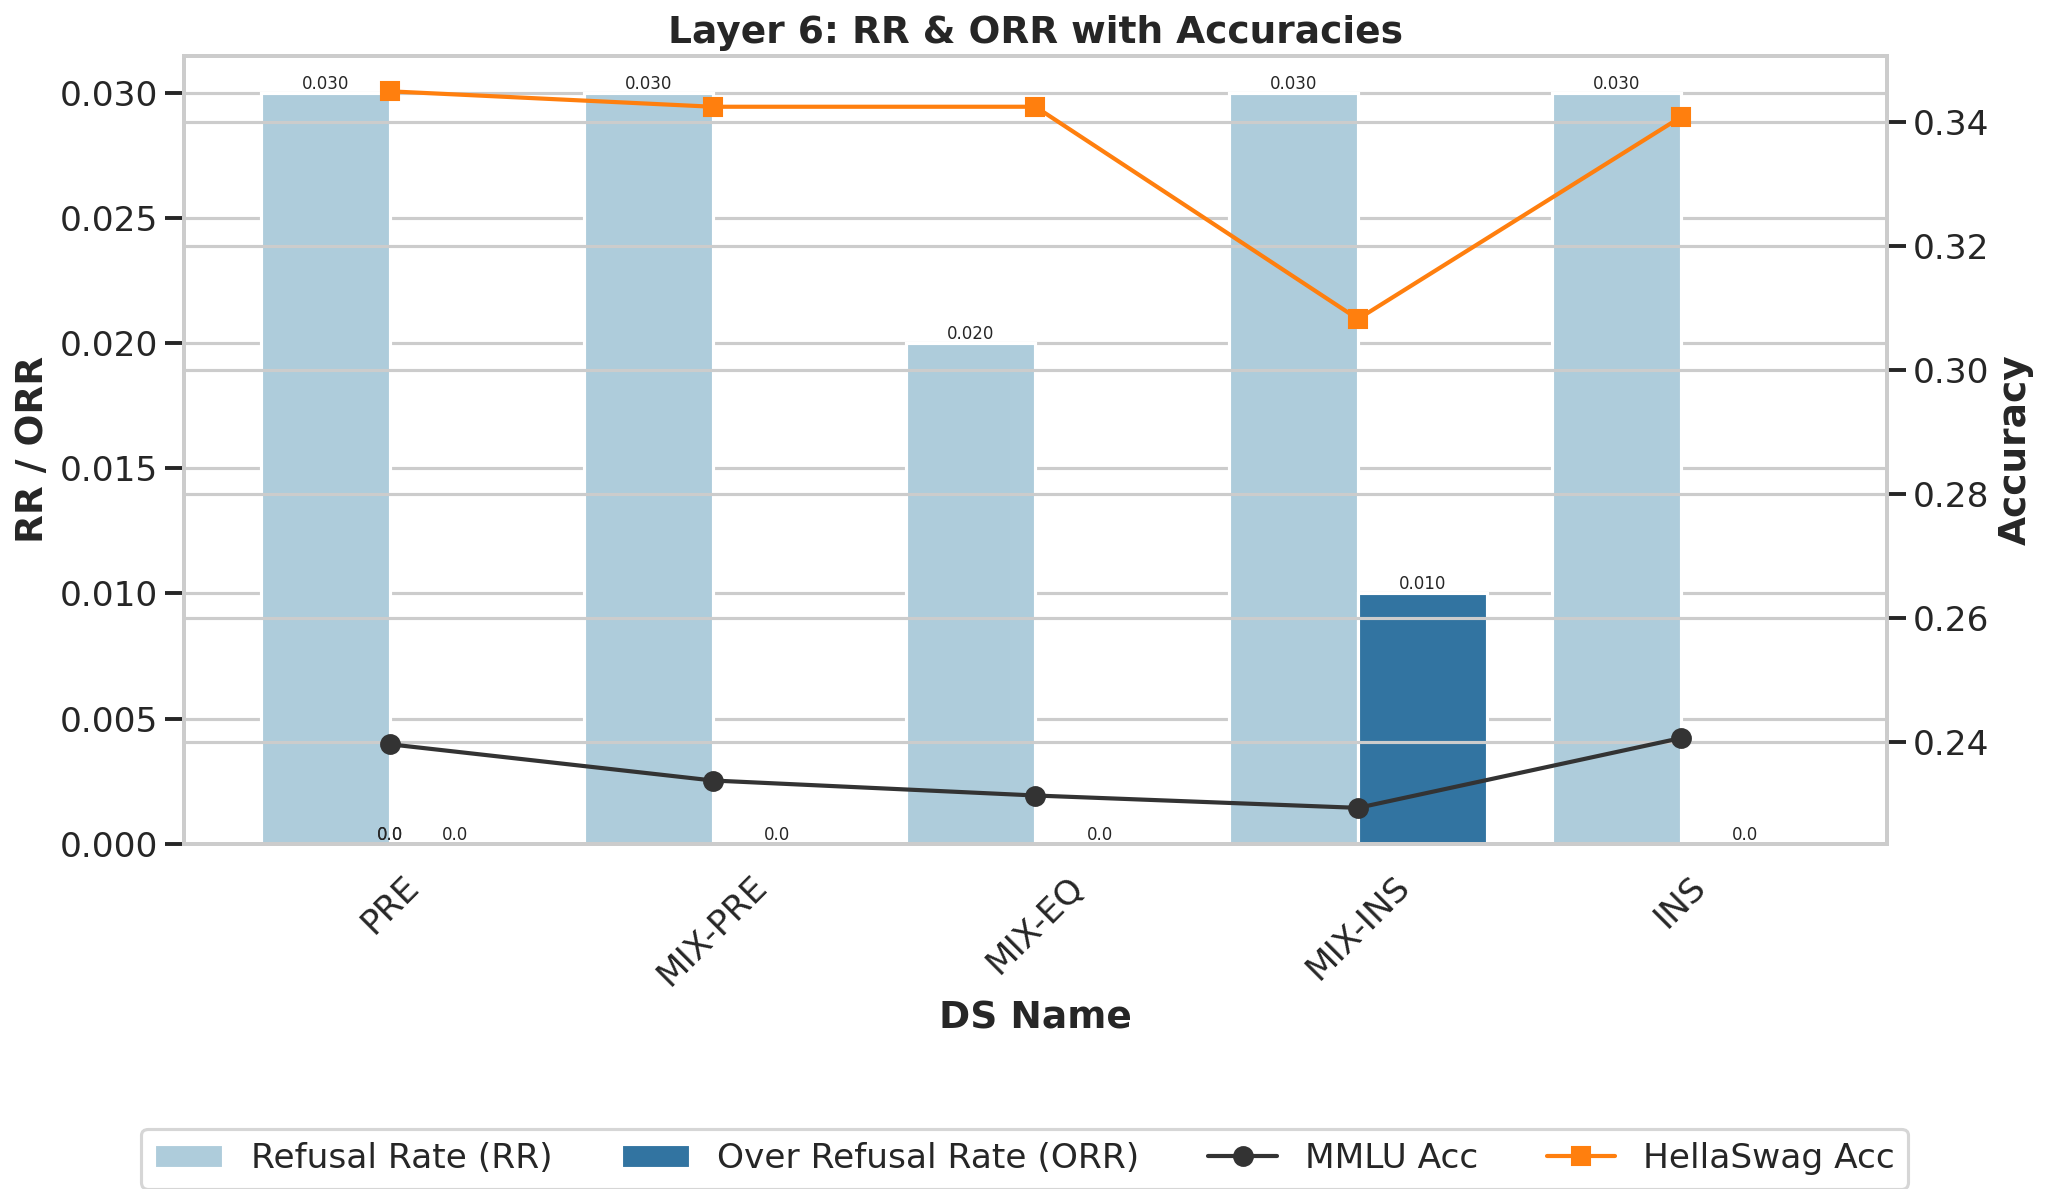 Layer 6: RR & ORR with Accuracies
0.030
0.025
0.020
0.015
0.010
0.005
0.000
RR / ORR
0.030
0.030
0.020
0.030
0.030
0.010
0.0
0.0
0.0
0.0
0.0
0.0
0.34
0.32
0.30
0.28
0.26
0.24
Accuracy
PRE
MIX-PRE
MIX-EQ
MIX-INS
INS
DS Name
Refusal Rate (RR)
Over Refusal Rate (ORR)
MMLU Acc
HellaSwag Acc